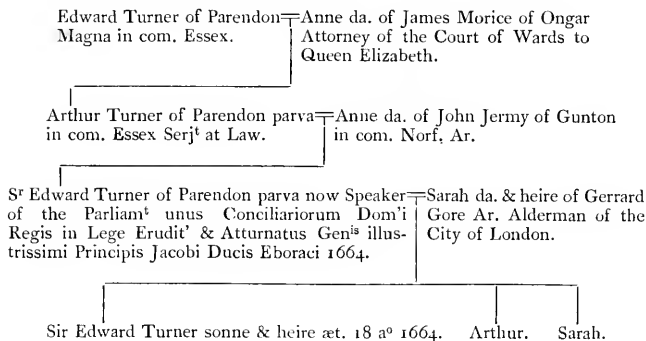 Edward Turner of Parendon
Magna in com. Essex.
Anne da. of James Morice of Ongar
Attorney of the Court of Wards to
Queen Elizabeth.
Arthur Turner of Parendon parva
in com. Essex Serjᵗ at Law.
Anne da. of John Jermy of Gunton
in com. Norf. Ar.
Sʳ Edward Turner of Parendon parva now Speaker
of the Parliamᵗ unus Conciliariorum Dom'i
Regis in Lege Erudit' & Atturnatus Genⁱˢ illus-
trissimi Principis Jacobi Ducis Eboraci 1664.
Sarah da. & heire of Gerrard
Gore Ar. Alderman of the
City of London.
Sir Edward Turner sonne & heire æt. 18 aº 1664.
Arthur.
Sarah.